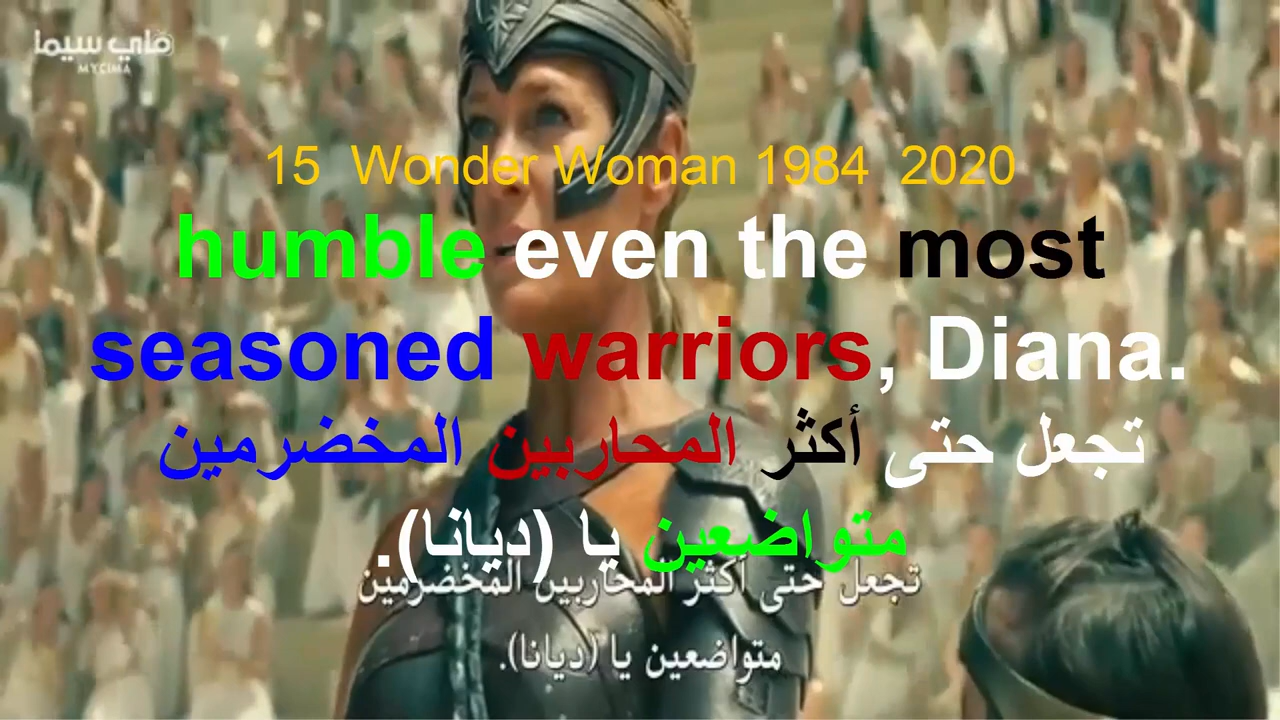 ماي سيما
MYCIMA
15 Wonder Woman 1984 2020
humble even the most
seasoned warriors, Diana.
تجعل حتى أكثر المحاربين المخضرمين
متواضعين يا (ديانا).
تجعل حتى أكثر المحاربين المخضرمين
متواضعين يا (ديانا).